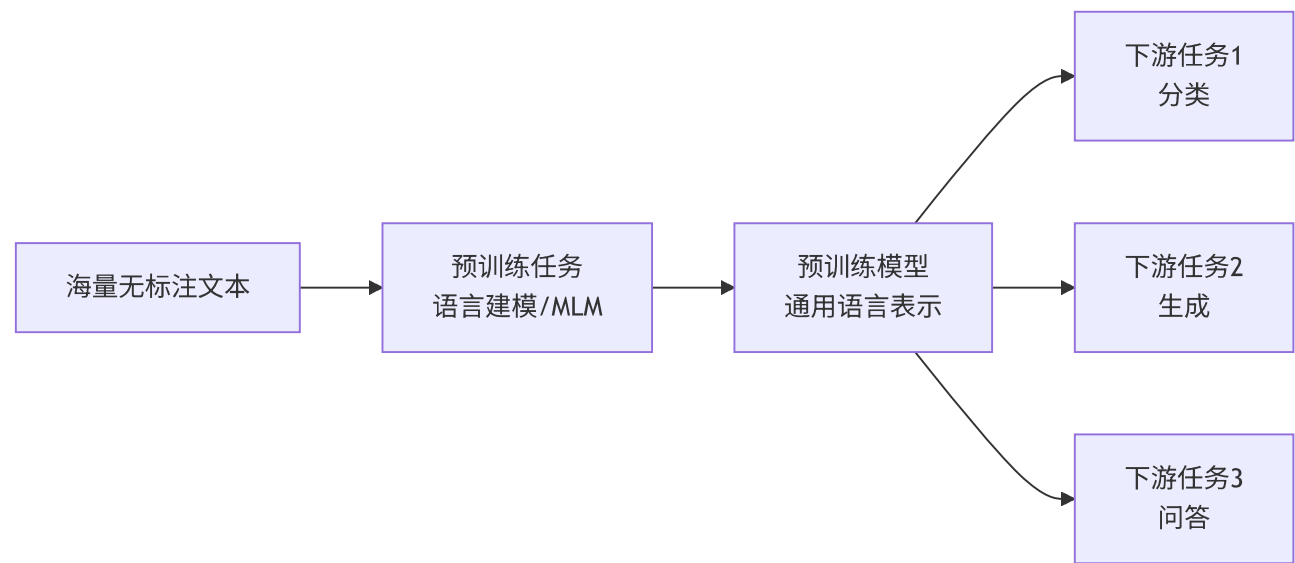 海量无标注文本
预训练任务
语言建模/MLM
预训练模型
通用语言表示
下游任务1
分类
下游任务2
生成
下游任务3
问答